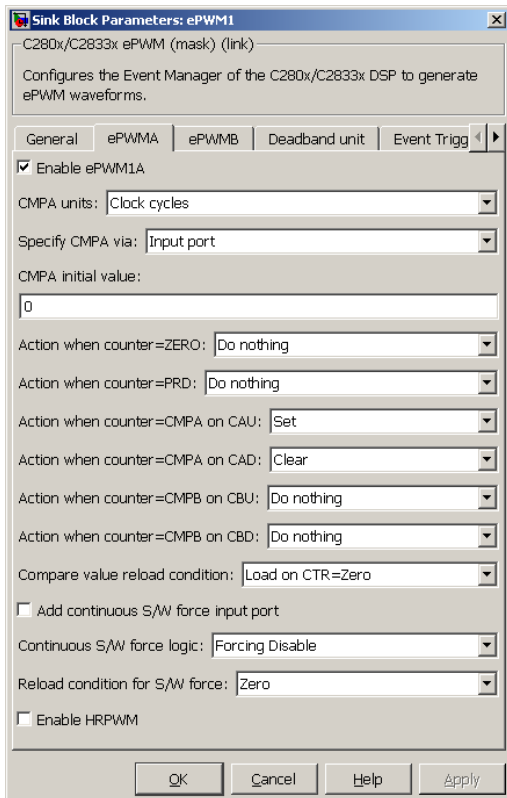 Sink Block Parameters: ePWM1
C280x/C2833x ePWM (mask) (link)
Configures the Event Manager of the C280x/C2833x DSP to generate
ePWM waveforms.
General ePWMA ePWMB Deadband unit Event Trigg
Enable ePWM1A
CMPA units: Clock cycles
Specify CMPA via: Input port
CMPA initial value:
0
Action when counter=ZERO: Do nothing
Action when counter=PRD: Do nothing
Action when counter=CMPA on CAU: Set
Action when counter=CMPA on CAD: Clear
Action when counter=CMPB on CBU: Do nothing
Action when counter=CMPB on CBD: Do nothing
Compare value reload condition: Load on CTR=Zero
Add continuous S/W force input port
Continuous S/W force logic: Forcing Disable
Reload condition for S/W force: Zero
Enable HRPWM
OK Cancel Help Apply